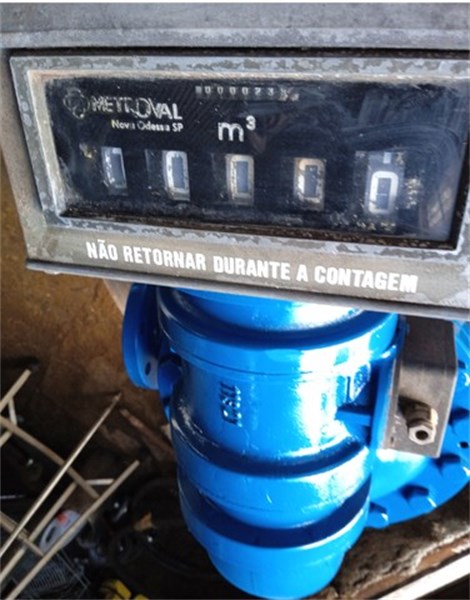 METROVAL
Nova Odessa SP
m³
0 0 0 0 0
NÃO RETORNAR DURANTE A CONTAGEM